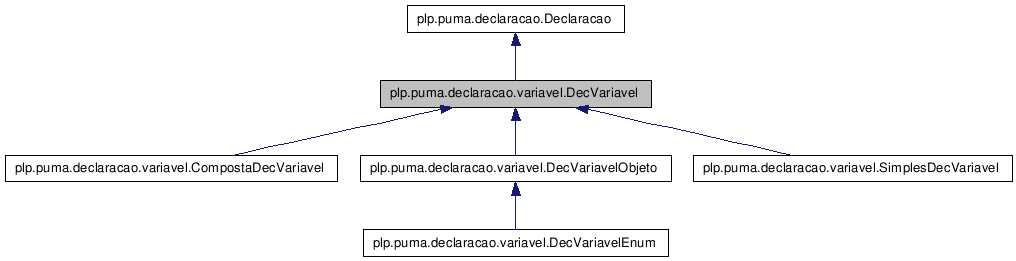 plp.puma.declaracao.Declaracao
plp.puma.declaracao.variavel.DecVariavel
plp.puma.declaracao.variavel.CompostaDecVariavel
plp.puma.declaracao.variavel.DecVariavelObjeto
plp.puma.declaracao.variavel.SimplesDecVariavel
plp.puma.declaracao.variavel.DecVariavelEnum